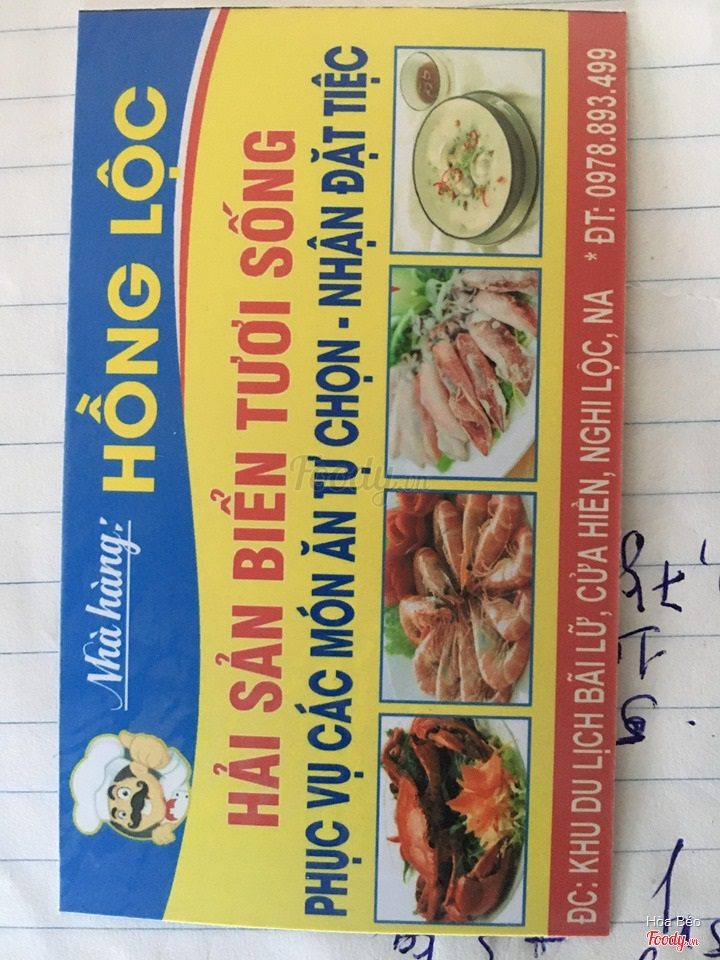 Nhà hàng:
HỒNG LỘC
HẢI SẢN BIỂN TƯƠI SỐNG
PHỤC VỤ CÁC MÓN ĂN TỰ CHỌN - NHẬN ĐẶT TIỆC
ĐC: KHU DU LỊCH BÃI LỮ, CỬA HIỀN, NGHI LỘC, NA * ĐT: 0978.893.499
Foody.vn
Hòa Béo
Foody.vn